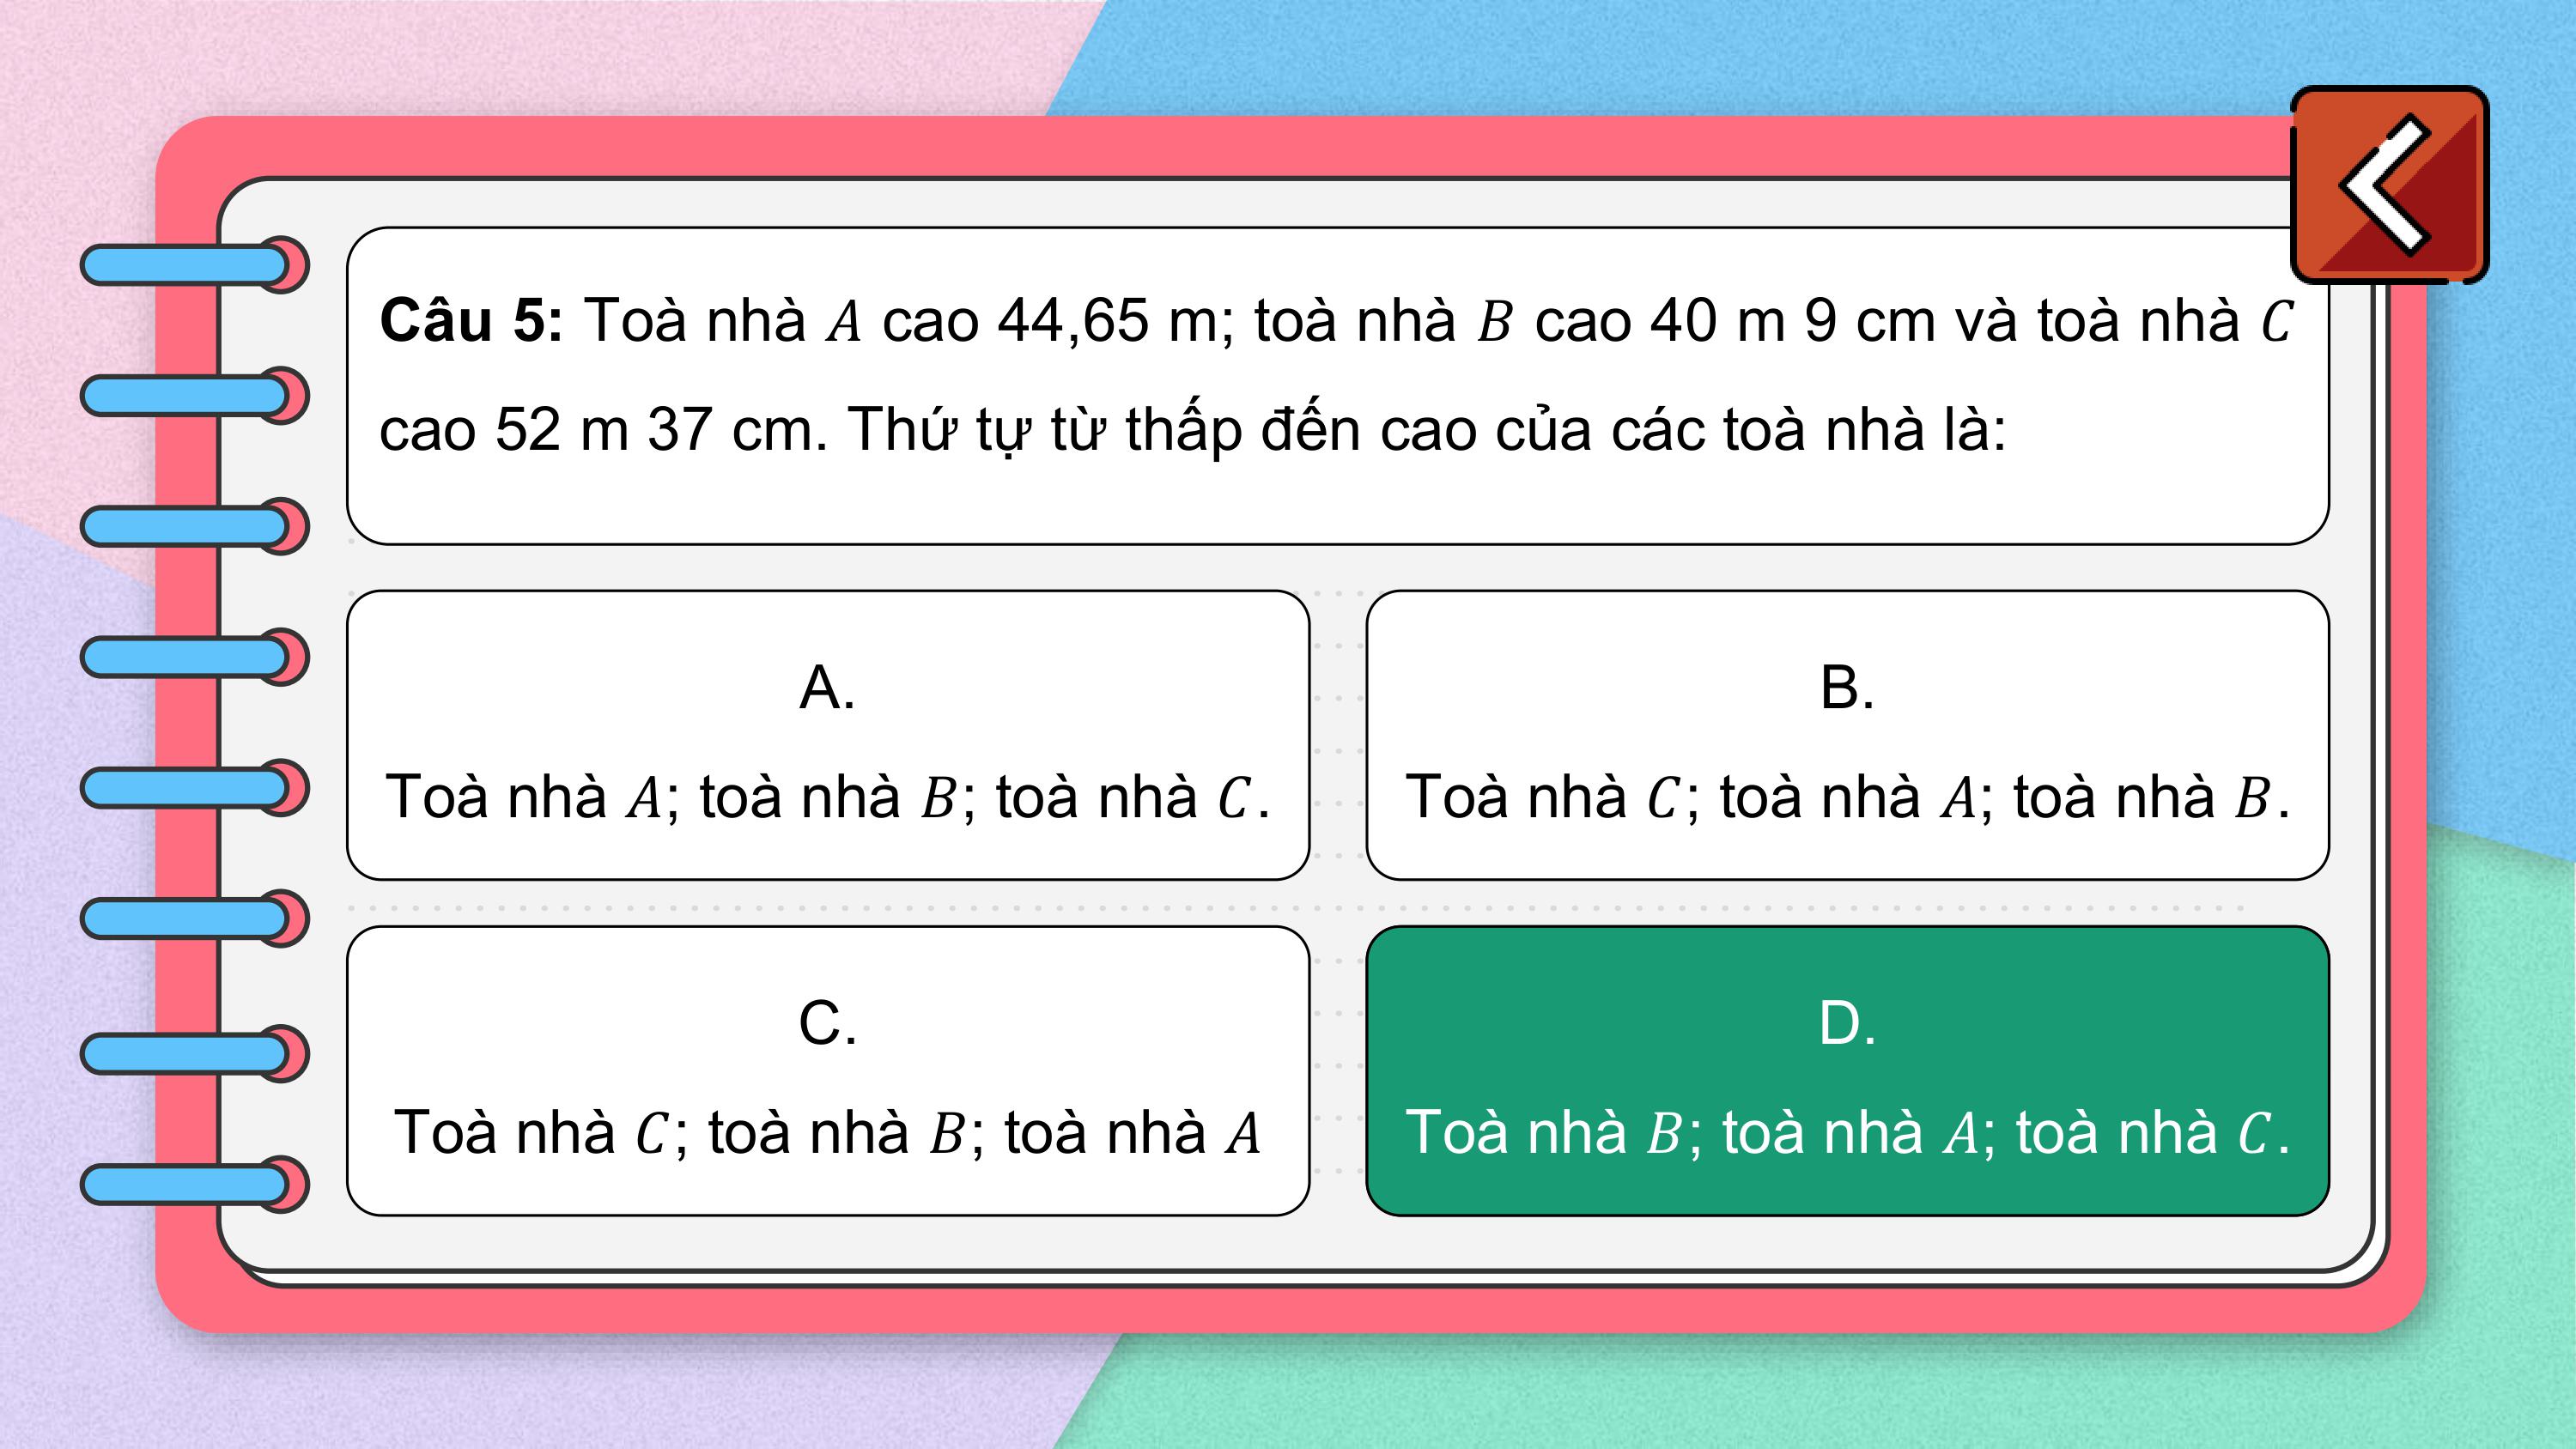 Câu 5: Toà nhà A cao 44,65 m; toà nhà B cao 40 m 9 cm và toà nhà C
cao 52 m 37 cm. Thứ tự từ thấp đến cao của các toà nhà là:
A.
Toà nhà A; toà nhà B; toà nhà C.
B.
Toà nhà C; toà nhà A; toà nhà B.
C.
Toà nhà C; toà nhà B; toà nhà A
D.
Toà nhà B; toà nhà A; toà nhà C.